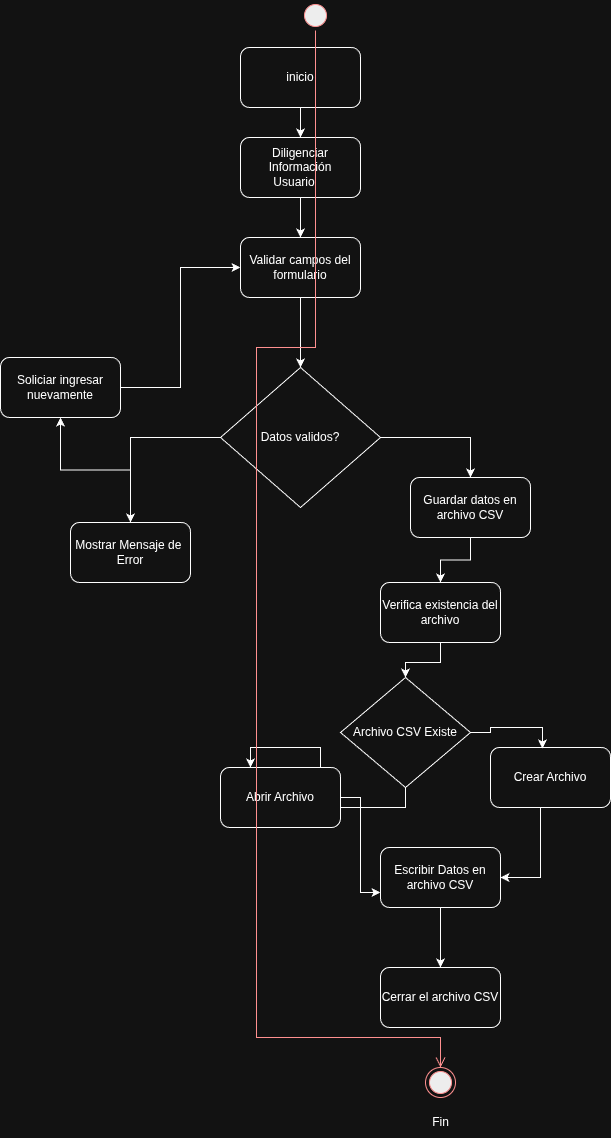 inicio
Diligenciar
Información
Usuario
Validar campos del
formulario
Soliciar ingresar
nuevamente
Datos validos?
Guardar datos en
archivo CSV
Mostrar Mensaje de
Error
Verifica existencia del
archivo
Archivo CSV Existe
Abrir Archivo
Crear Archivo
Escribir Datos en
archivo CSV
Cerrar el archivo CSV
Fin